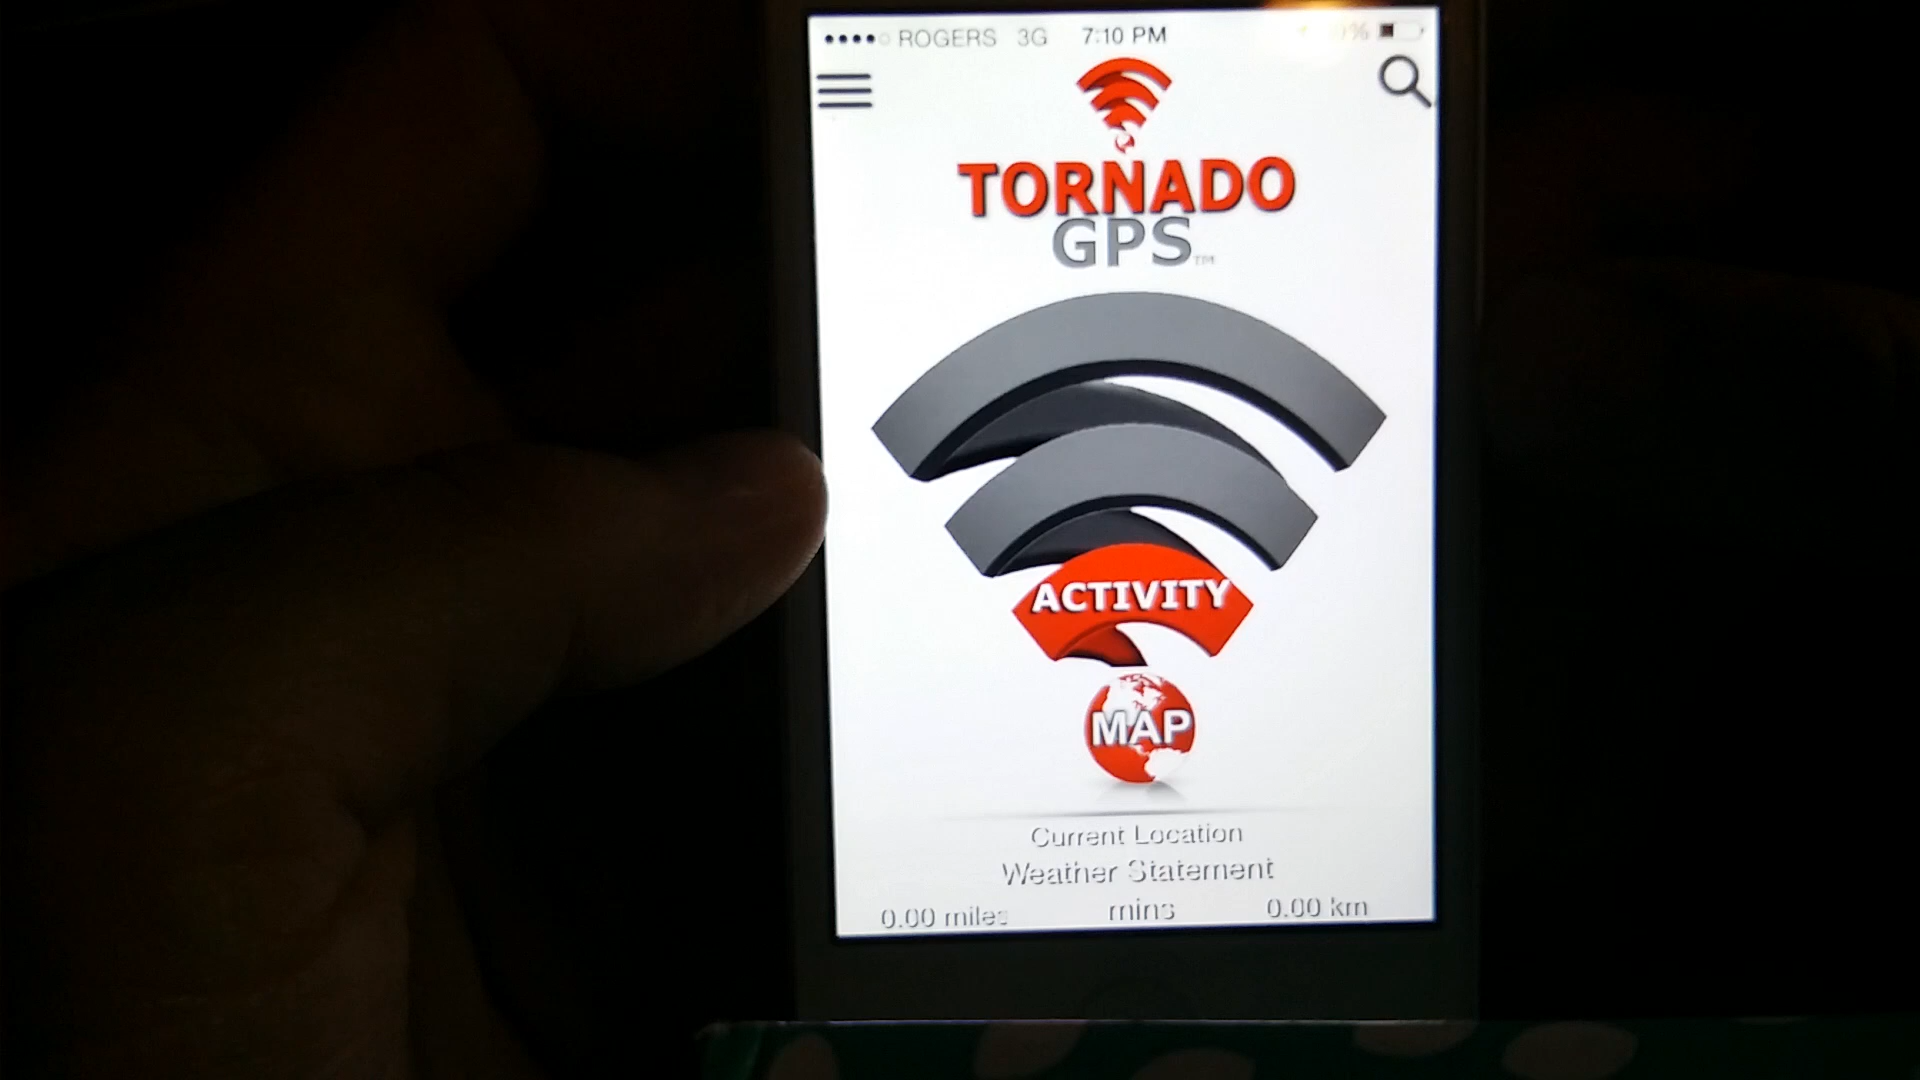 ROGERS 3G 7:10 PM
TORNADO
GPS
TM
ACTIVITY
MAP
Current Location
Weather Statement
0.00 miles mins 0.00 km